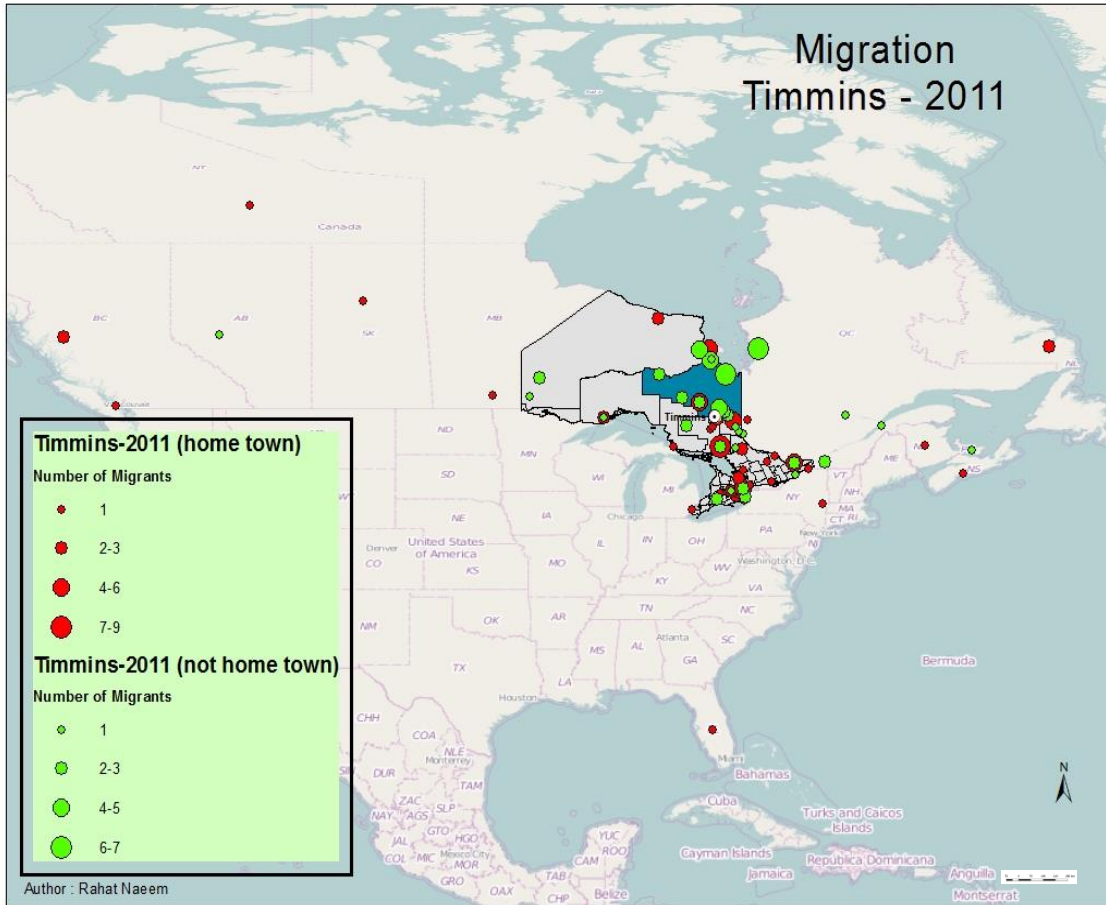 Migration
Timmins - 2011
NT
Canada
BC
AB
SK
MB
QC
NL
Vancouver
Timmins
ND
MN
SD
WI
MI
ME
NS
NY
VT
NH
MA
CT
RI
NE
IA
Chicago
PA
New York
NJ
Denver
United States
of America
IL
IN
OH
Washington, D.C.
CO
KS
MO
WV
VA
KY
NM
OK
AR
TN
NC
MS
AL
GA
Atlanta
SC
TX
LA
Houston
Bermuda
FL
Miami
Bahamas
CHH
COA
NLE
Monterrey
DUR
TAM
SIN
ZAC
SLP
NAY
AGS
GTO
HGO
JAL
COL
MIC
Mexico City
MOR
GRO
OAX
CHP
TAB
CAM
YUC
ROO
Belize
Cuba
Cayman Islands
Jamaica
Turks and Caicos
Islands
Republica Dominicana
Anguilla
Montserrat
N
Timmins-2011 (home town)
Number of Migrants
1
2-3
4-6
7-9
Timmins-2011 (not home town)
Number of Migrants
1
2-3
4-5
6-7
Author : Rahat Naeem